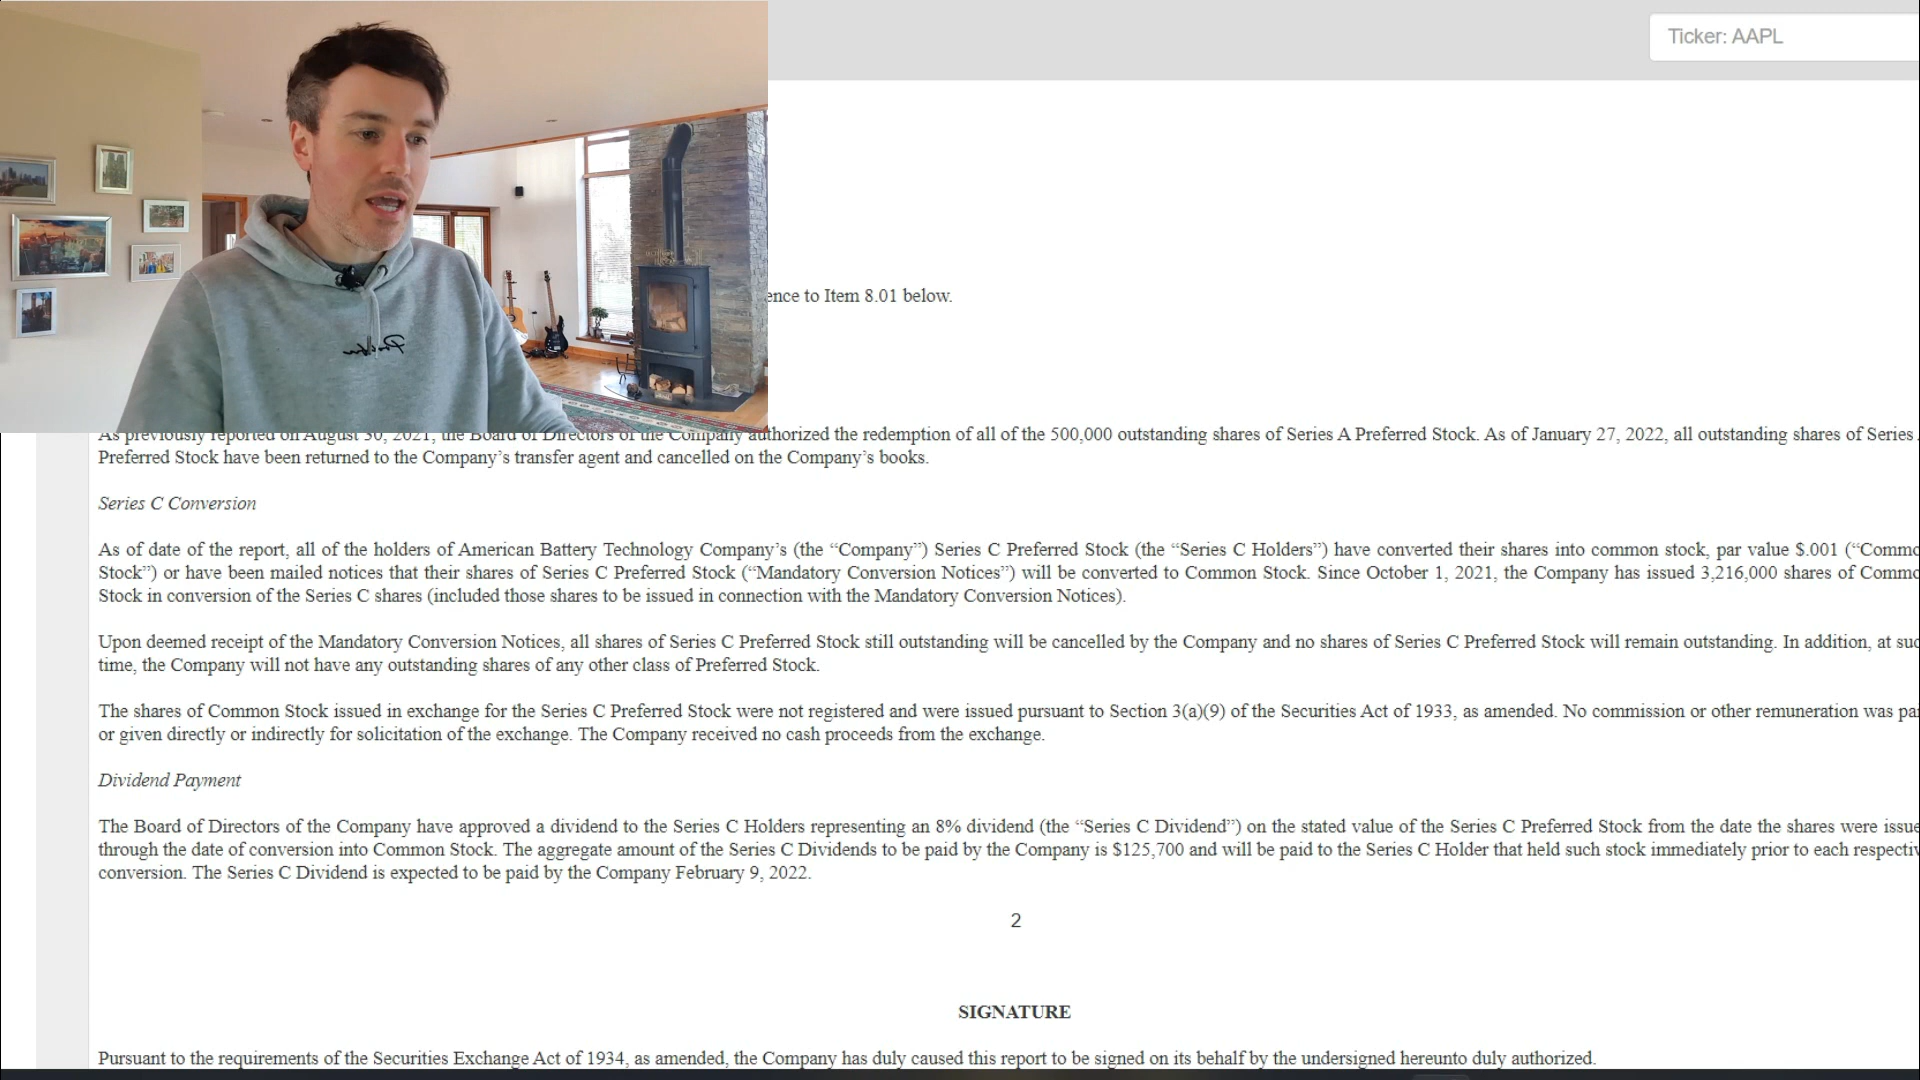 Ticker: AAPL
ence to Item 8.01 below.
As previously reported on August 30, 2021, the Board of Directors of the Company authorized the redemption of all of the 500,000 outstanding shares of Series A Preferred Stock. As of January 27, 2022, all outstanding shares of Series
Preferred Stock have been returned to the Company’s transfer agent and cancelled on the Company’s books.
Series C Conversion
As of date of the report, all of the holders of American Battery Technology Company’s (the “Company”) Series C Preferred Stock (the “Series C Holders”) have converted their shares into common stock, par value $.001 (“Commo
Stock”) or have been mailed notices that their shares of Series C Preferred Stock (“Mandatory Conversion Notices”) will be converted to Common Stock. Since October 1, 2021, the Company has issued 3,216,000 shares of Commo
Stock in conversion of the Series C shares (included those shares to be issued in connection with the Mandatory Conversion Notices).
Upon deemed receipt of the Mandatory Conversion Notices, all shares of Series C Preferred Stock still outstanding will be cancelled by the Company and no shares of Series C Preferred Stock will remain outstanding. In addition, at suc
time, the Company will not have any outstanding shares of any other class of Preferred Stock.
The shares of Common Stock issued in exchange for the Series C Preferred Stock were not registered and were issued pursuant to Section 3(a)(9) of the Securities Act of 1933, as amended. No commission or other remuneration was pai
or given directly or indirectly for solicitation of the exchange. The Company received no cash proceeds from the exchange.
Dividend Payment
The Board of Directors of the Company have approved a dividend to the Series C Holders representing an 8% dividend (the “Series C Dividend”) on the stated value of the Series C Preferred Stock from the date the shares were issue
through the date of conversion into Common Stock. The aggregate amount of the Series C Dividends to be paid by the Company is $125,700 and will be paid to the Series C Holder that held such stock immediately prior to each respectiv
conversion. The Series C Dividend is expected to be paid by the Company February 9, 2022.
2
SIGNATURE
Pursuant to the requirements of the Securities Exchange Act of 1934, as amended, the Company has duly caused this report to be signed on its behalf by the undersigned hereunto duly authorized.